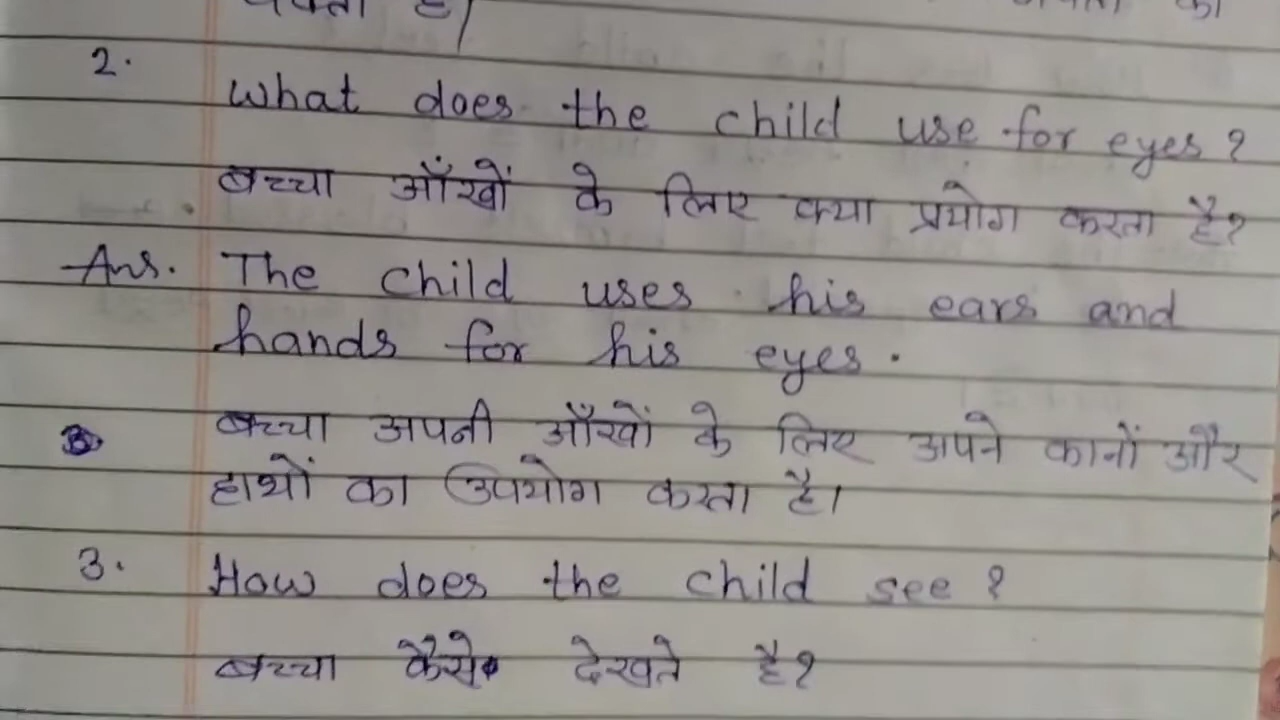 है।
का
2.
What does the child use for eyes?
बच्चा आँखों के लिए क्या प्रयोग करता है?
Ans. The child uses his ears and
hands for his eyes.
बच्चा अपनी आँखों के लिए अपने कानों और
हाथों का उपयोग करता है।
3. How does the child see?
बच्चा कैसे देखते है?